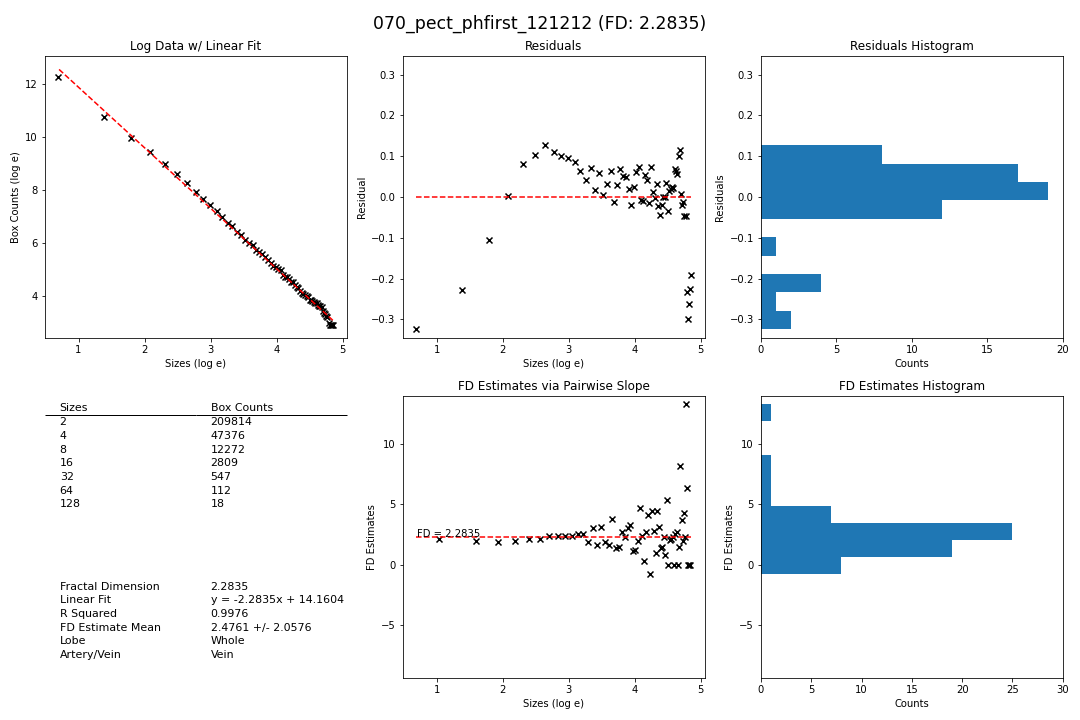 070_pect_phfirst_121212 (FD: 2.2835)
Log Data w/ Linear Fit
12
10
8
6
4
Box Counts (log e)
1 2 3 4 5
Sizes (log e)
Residuals
0.3
0.2
0.1
0.0
−0.1
−0.2
−0.3
Residual
1 2 3 4 5
Sizes (log e)
Residuals Histogram
0.3
0.2
0.1
0.0
−0.1
−0.2
−0.3
Residuals
0 5 10 15 20
Counts
Sizes Box Counts
2 209814
4 47376
8 12272
16 2809
32 547
64 112
128 18
Fractal Dimension 2.2835
Linear Fit y = -2.2835x + 14.1604
R Squared 0.9976
FD Estimate Mean 2.4761 +/- 2.0576
Lobe Whole
Artery/Vein Vein
FD Estimates via Pairwise Slope
10
5
0
−5
FD Estimates
FD = 2.2835
1 2 3 4 5
Sizes (log e)
FD Estimates Histogram
10
5
0
−5
FD Estimates
0 5 10 15 20 25 30
Counts